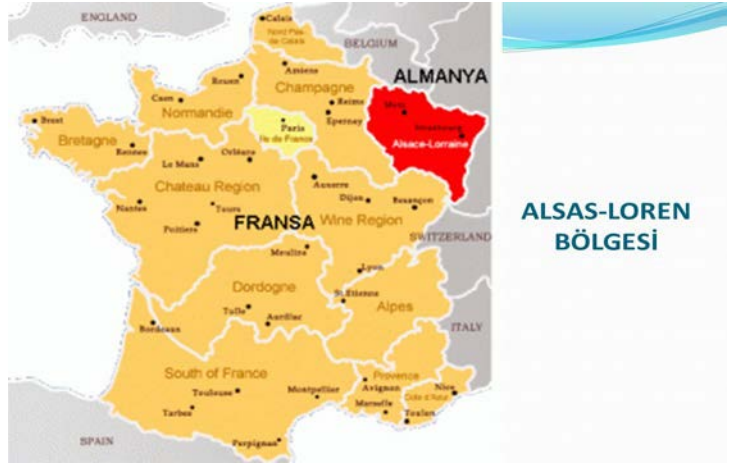 ENGLAND
Calais
Nord Pas-
de Calais
BELGIUM
Amiens
ALMANYA
Rouen
Champagne
Caen
Reims
Metz
Normandie
Epernay
Strasbourg
Brest
Paris
Ile de France
Alsace-Lorraine
Bretagne
Rennes
Orléans
Le Mans
Auxerre
Chateau Region
Dijon
Besançon
Nantes
Tours
FRANSA
Wine Region
ALSAS-LOREN
BÖLGESİ
Poitiers
SWITZERLAND
Moulins
Lyon
Dordogne
St.Etienne
Tulle
Aurillac
Alpes
Bordeaux
ITALY
South of France
Provence
Toulouse
Montpellier
Avignon
Nice
Cote d'Azur
Tarbes
Marseille
Toulon
SPAIN
Perpignan